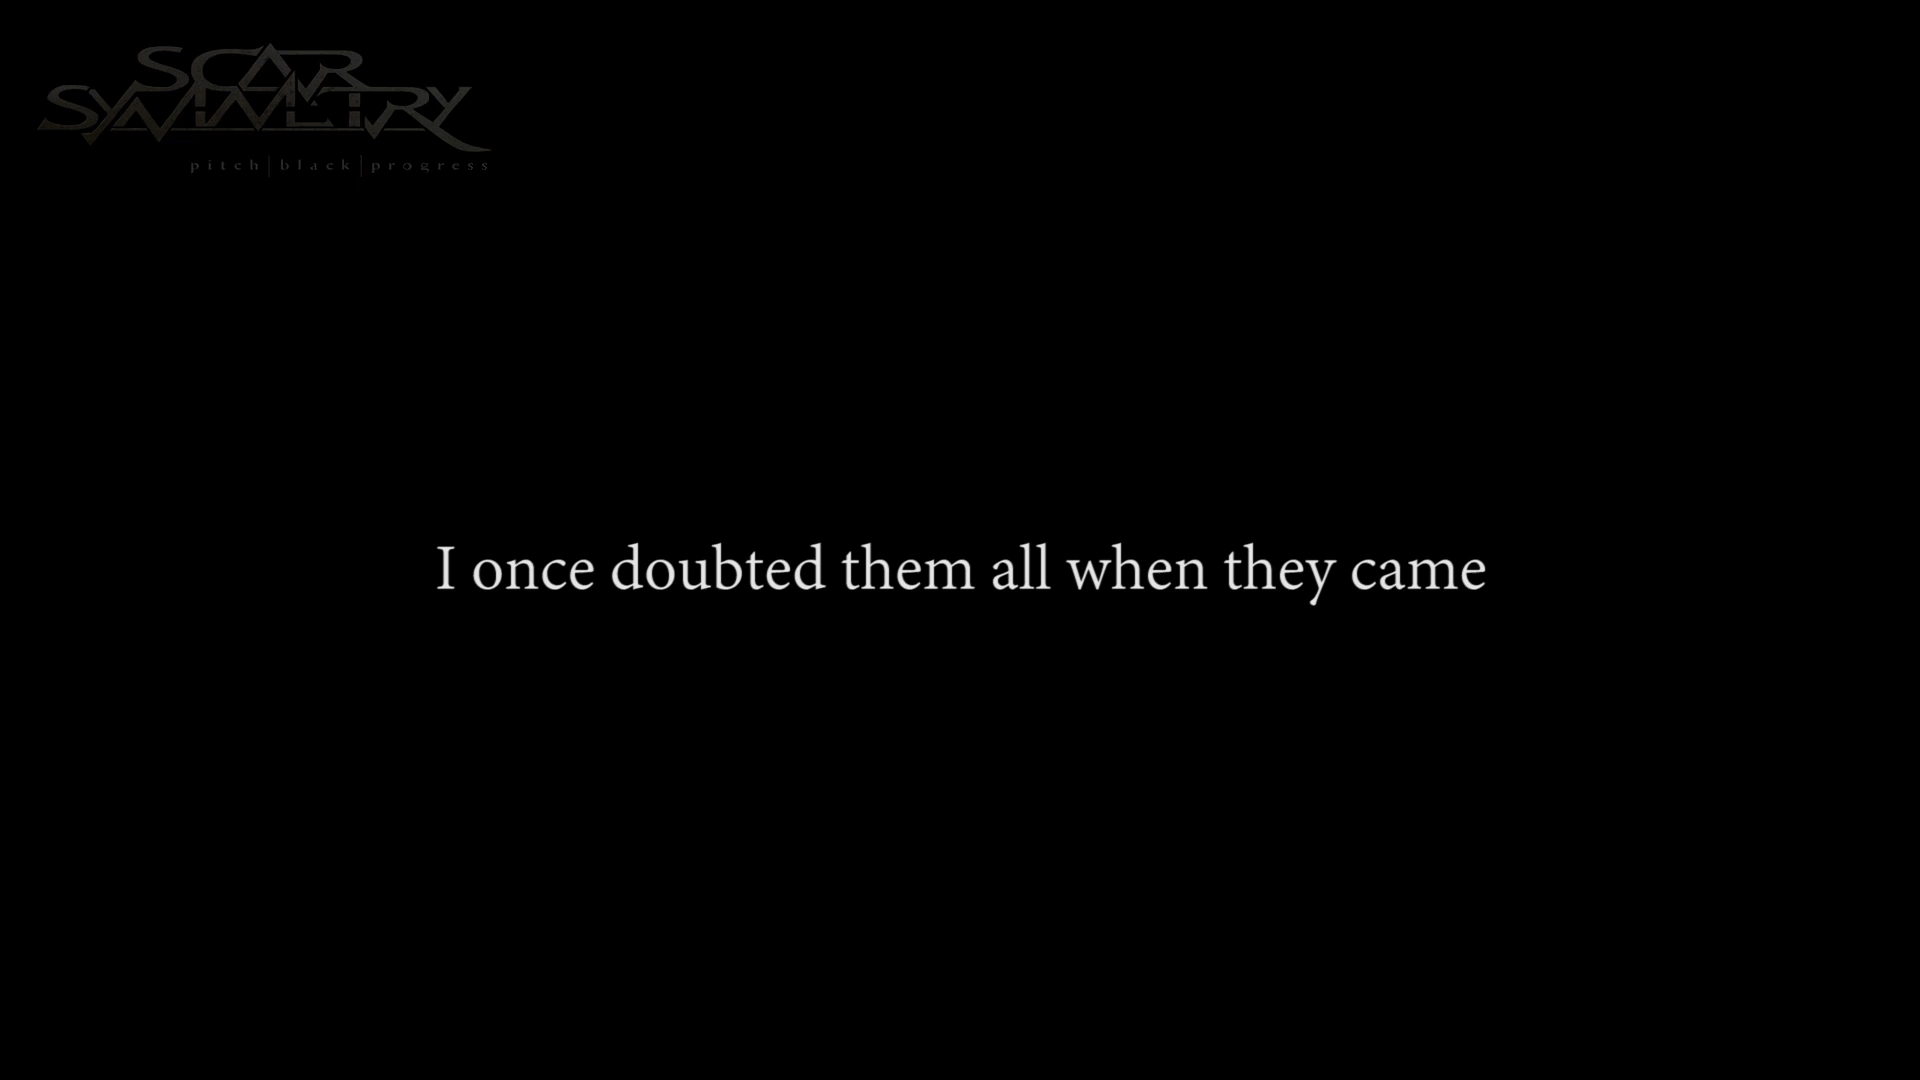 SCAR
SYMMETRY
pitch|black|progress
I once doubted them all when they came